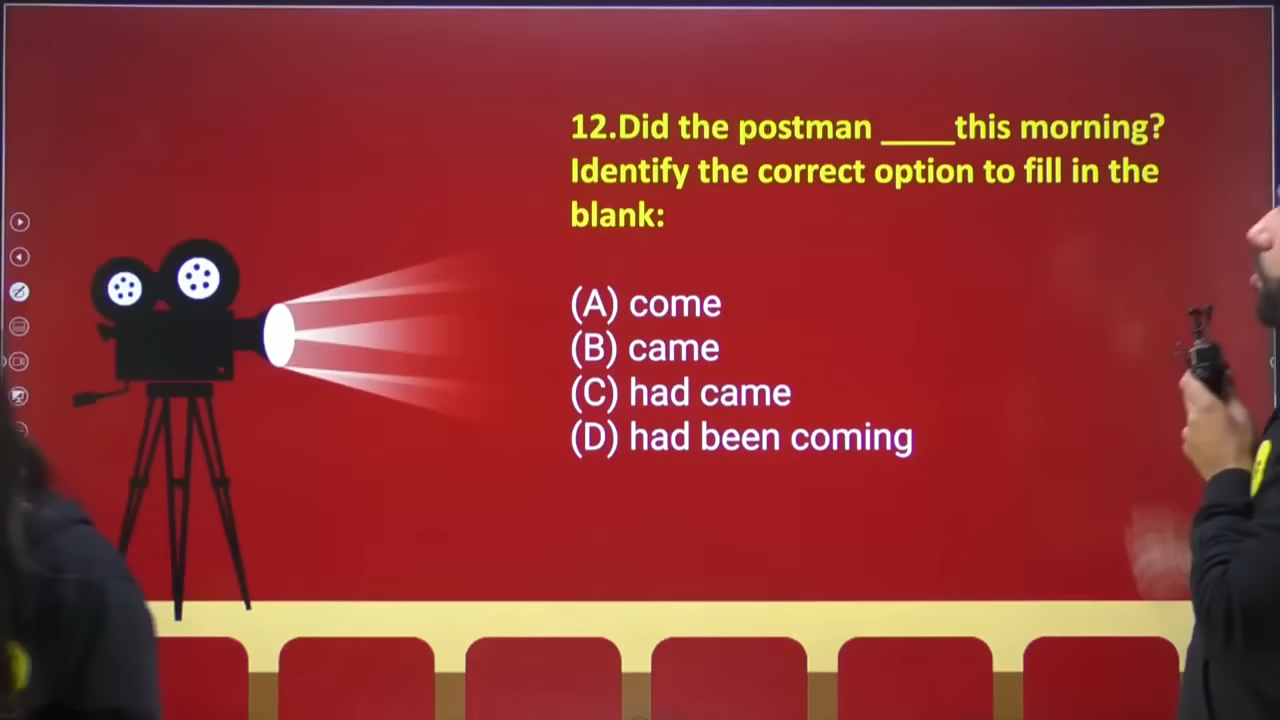 12.Did the postman ____this morning?
Identify the correct option to fill in the
blank:
(A) come
(B) came
(C) had came
(D) had been coming